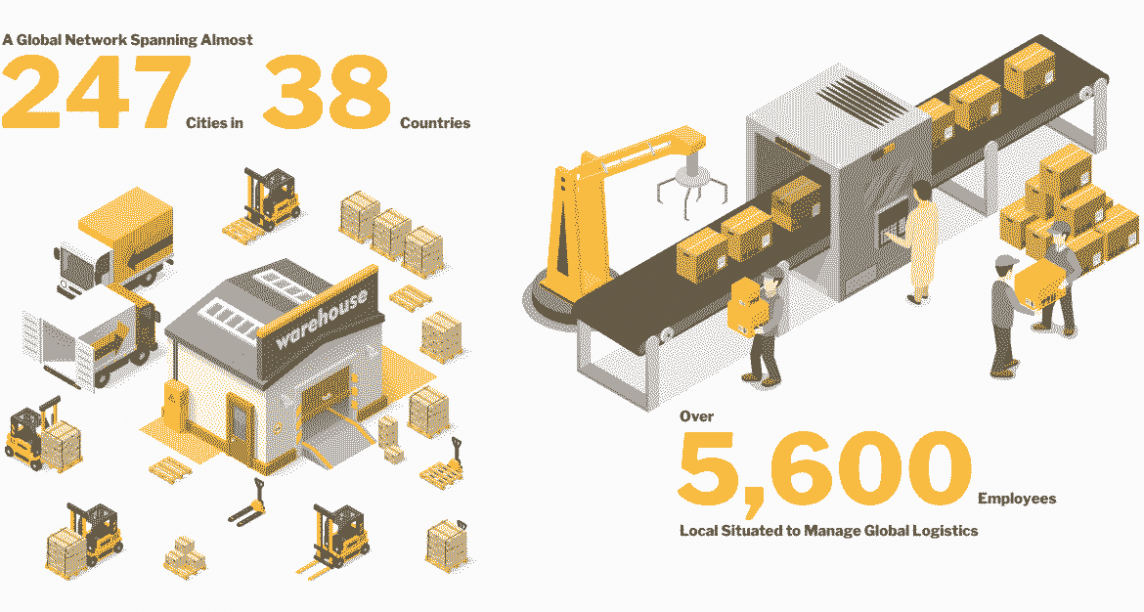 A Global Network Spanning Almost
247 Cities in 38 Countries
warehouse
Over
5,600 Employees
Local Situated to Manage Global Logistics